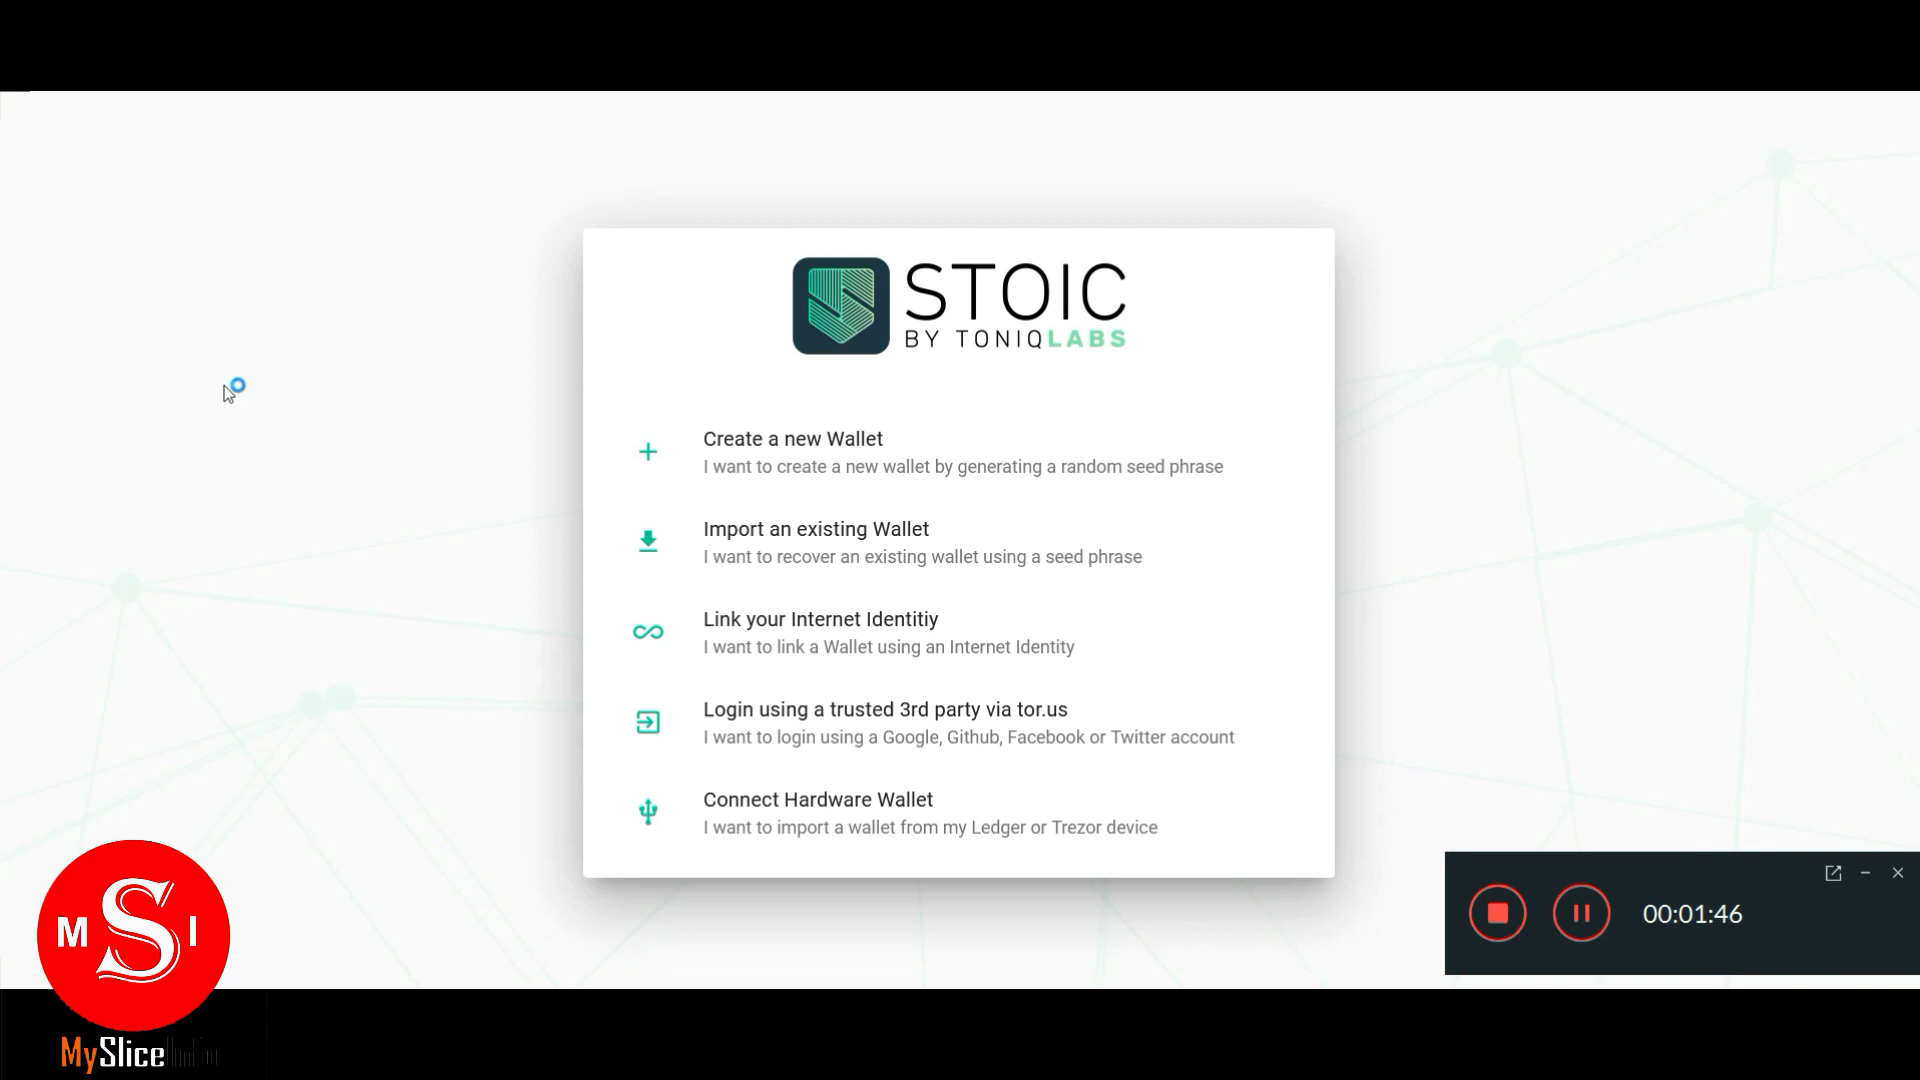 STOIC
BY TONIQLABS
Create a new Wallet
I want to create a new wallet by generating a random seed phrase
Import an existing Wallet
I want to recover an existing wallet using a seed phrase
Link your Internet Identitiy
I want to link a Wallet using an Internet Identity
Login using a trusted 3rd party via tor.us
I want to login using a Google, Github, Facebook or Twitter account
Connect Hardware Wallet
I want to import a wallet from my Ledger or Trezor device
00:01:46
M S I
MySlice